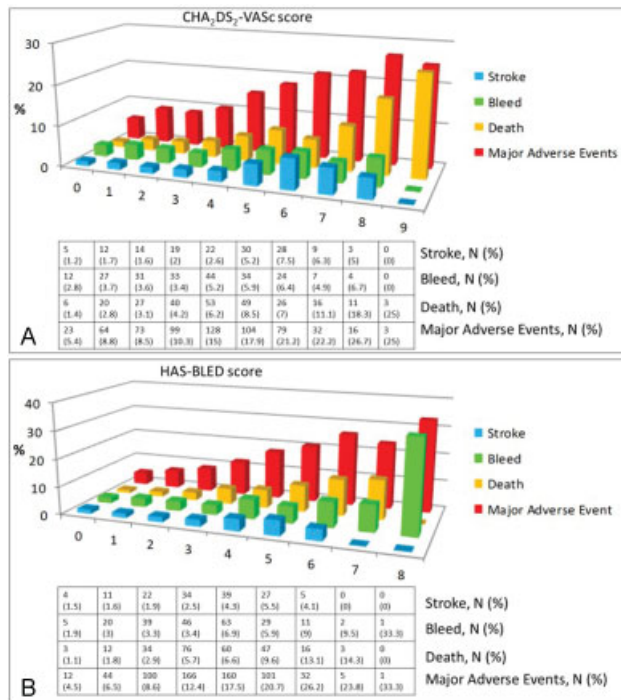 CHA₂DS₂-VASc score
30
20
10
0
%
Stroke
Bleed
Death
Major Adverse Events
0 1 2 3 4 5 6 7 8 9
5 12 14 19 22 30 28 9 3 0
(1.2) (1.7) (1.6) (2) (2.6) (5.2) (7.5) (6.3) (5) (0)
Stroke, N (%)
12 27 31 33 44 34 24 7 4 0
(2.8) (3.7) (3.6) (3.4) (5.2) (5.9) (6.4) (4.9) (6.7) (0)
Bleed, N (%)
6 20 27 40 53 49 26 16 11 3
(1.4) (2.8) (3.1) (4.2) (6.2) (8.5) (7) (11.1) (18.3) (25)
Death, N (%)
23 64 73 99 128 104 79 32 16 3
(5.4) (8.8) (8.5) (10.3) (15) (17.9) (21.2) (22.2) (26.7) (25)
Major Adverse Events, N (%)
A
HAS-BLED score
40
30
20
10
0
%
Stroke
Bleed
Death
Major Adverse Event
0 1 2 3 4 5 6 7 8
4 11 22 34 39 27 5 0 0
(1.5) (1.6) (1.9) (2.5) (4.3) (5.5) (4.1) (0) (0)
Stroke, N (%)
5 20 39 46 63 29 11 2 1
(1.9) (3) (3.3) (3.4) (6.9) (5.9) (9) (9.5) (33.3)
Bleed, N (%)
3 12 34 76 60 47 16 3 0
(1.1) (1.8) (2.9) (5.7) (6.6) (9.6) (13.1) (14.3) (0)
Death, N (%)
12 44 100 166 160 101 32 5 1
(4.5) (6.5) (8.6) (12.4) (17.5) (20.7) (26.2) (23.8) (33.3)
Major Adverse Events, N (%)
B